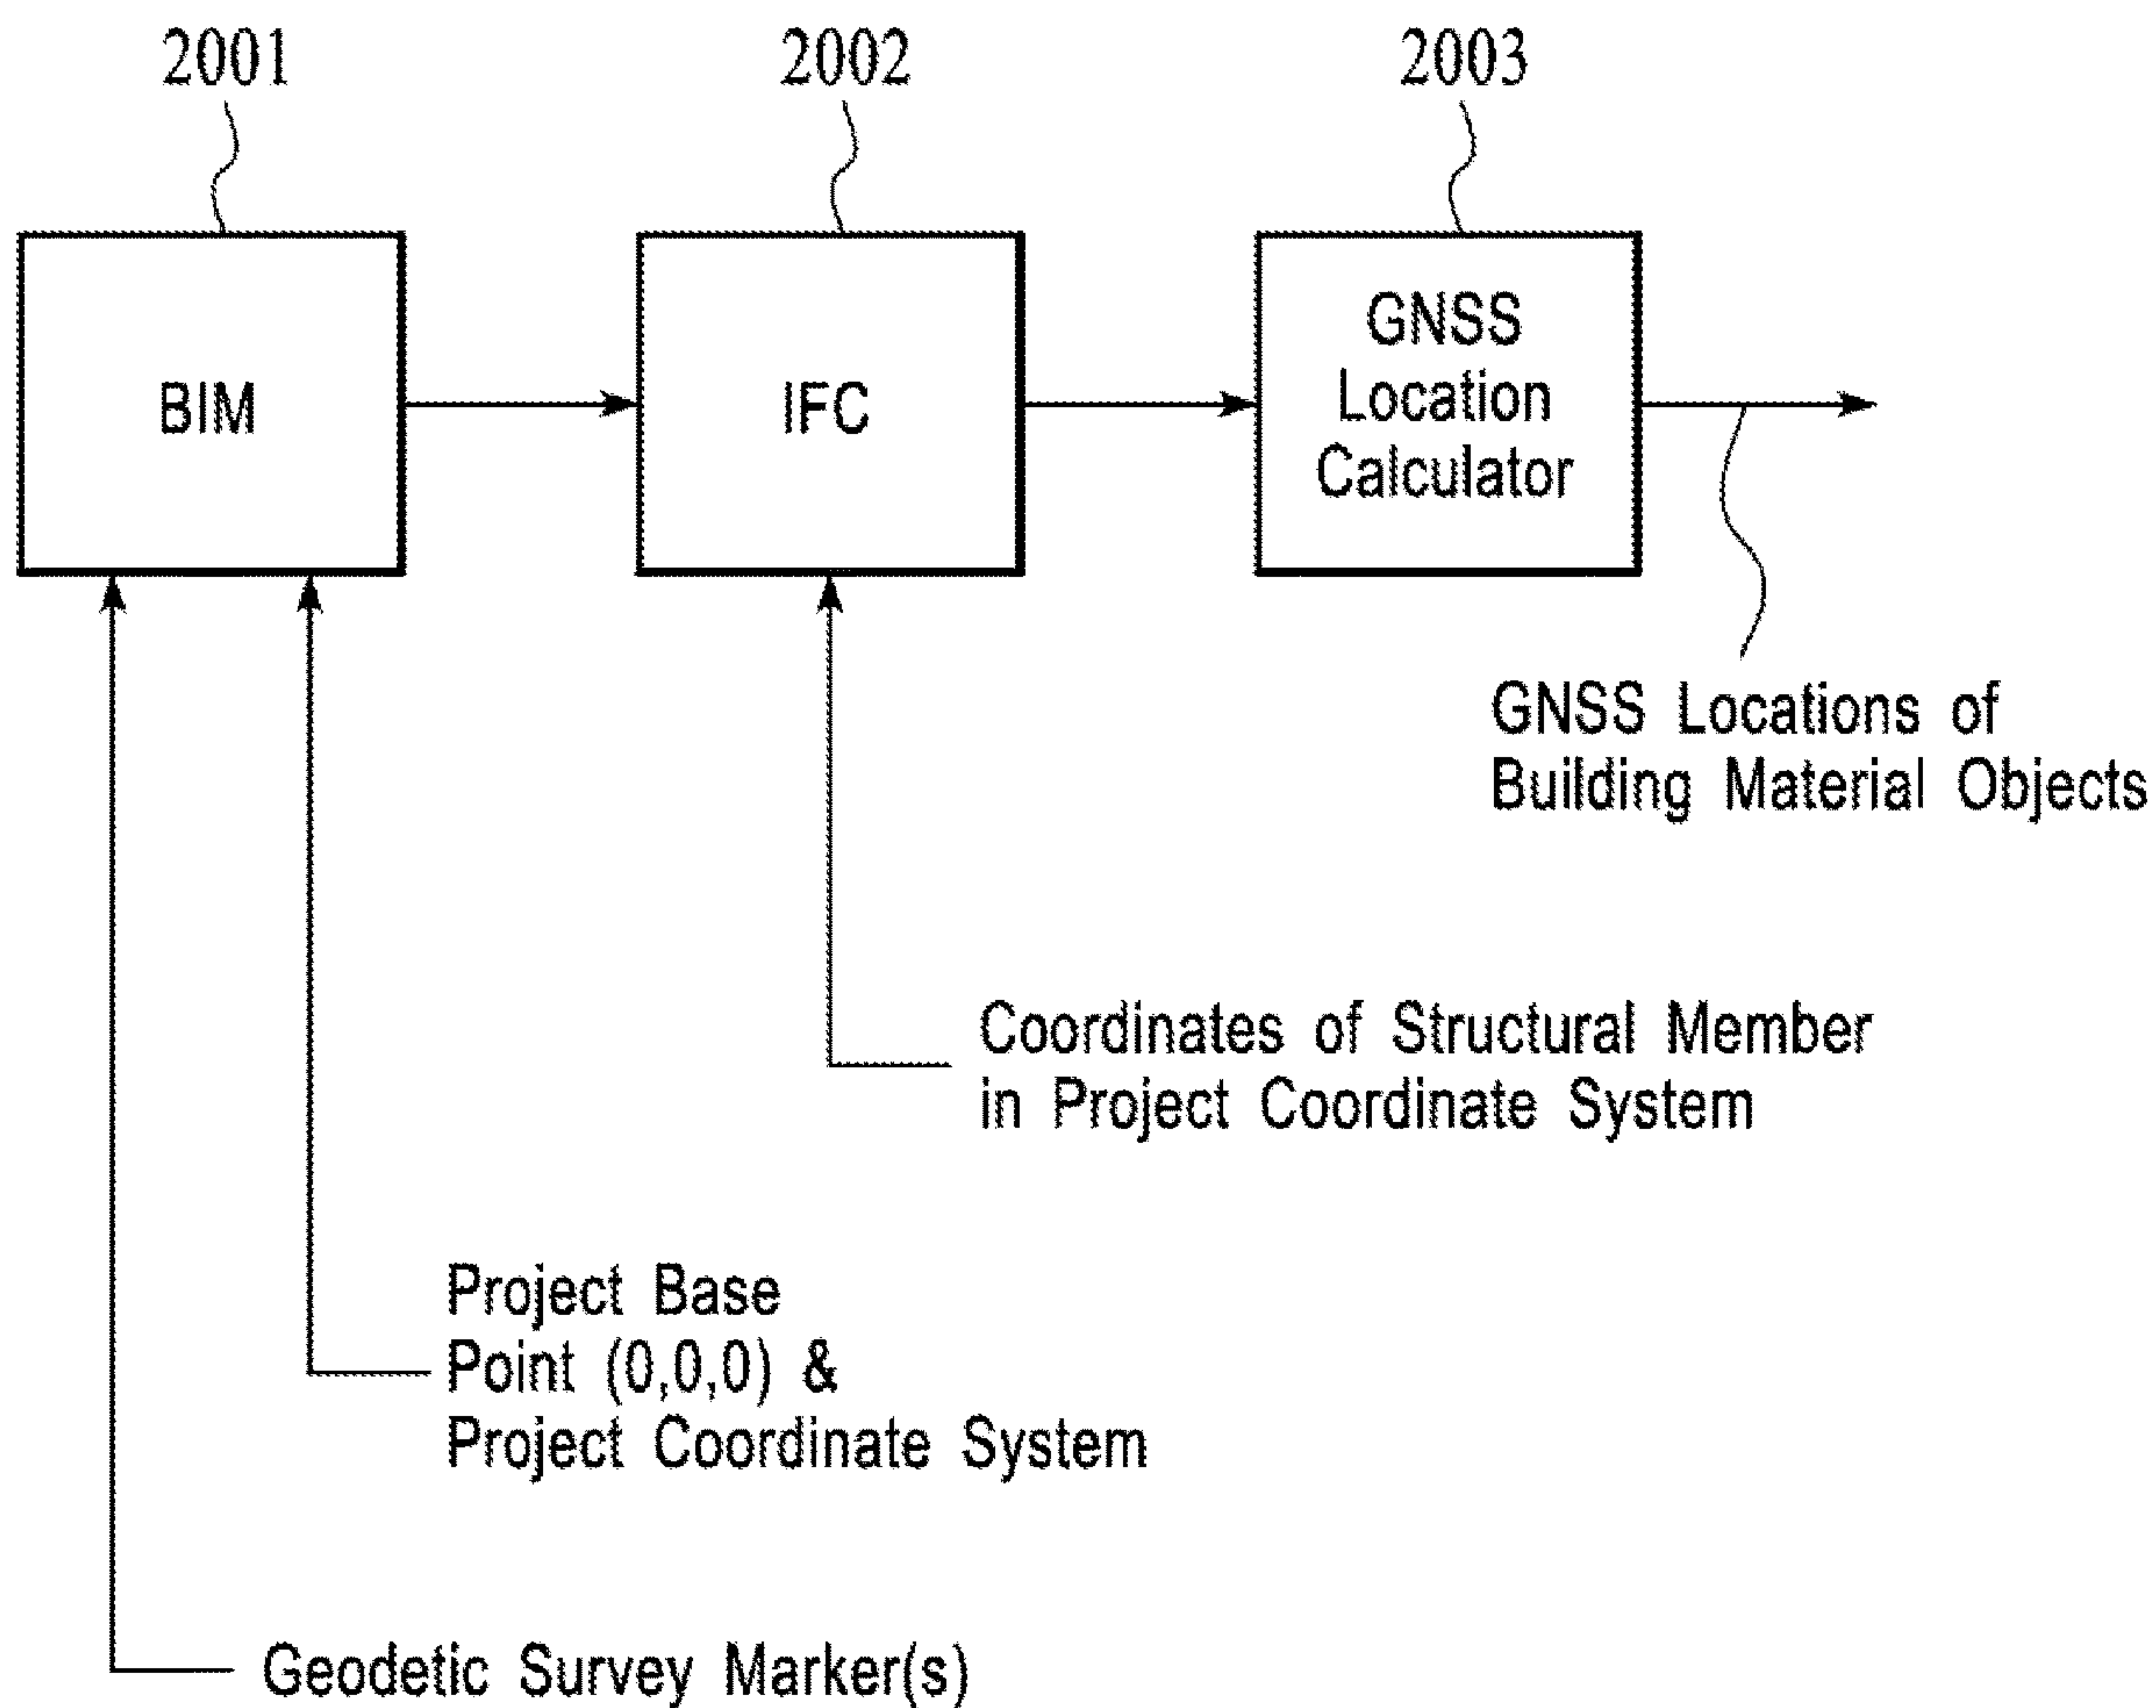 2001
2002
2003
BIM
IFC
GNSS
Location
Calculator
GNSS Locations of
Building Material Objects
Coordinates of Structural Member
in Project Coordinate System
Project Base
Point (0,0,0) &
Project Coordinate System
Geodetic Survey Marker(s)